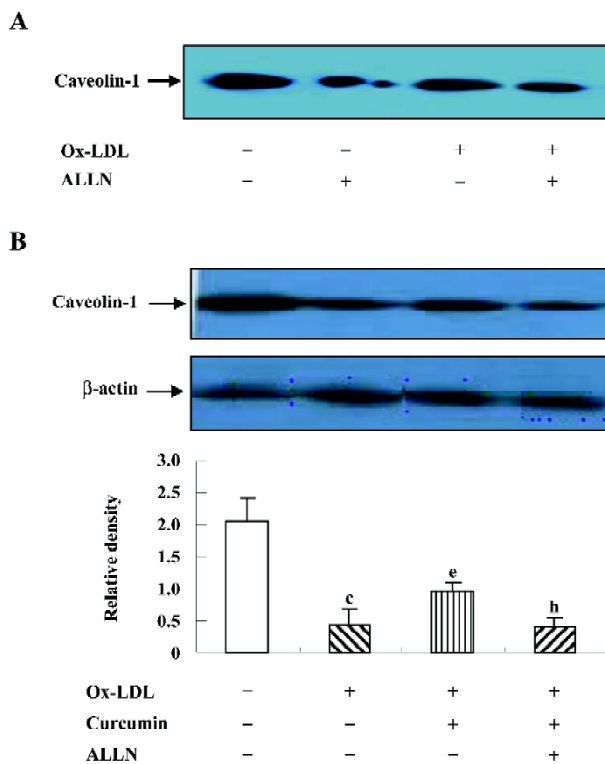 A
Caveolin-1
Ox-LDL – – + +
ALLN – + – +
B
Caveolin-1
β-actin
3.0
2.5
2.0
1.5
1.0
0.5
0
Relative density
c
e
h
Ox-LDL – + + +
Curcumin – – + +
ALLN – – – +